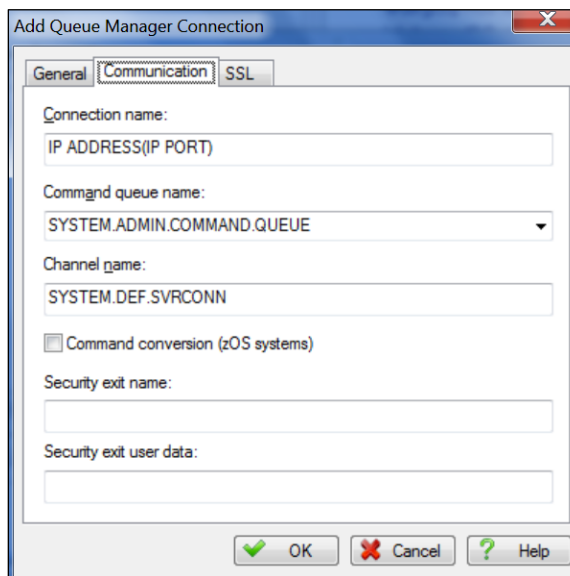 Add Queue Manager Connection
General Communication SSL
Connection name:
IP ADDRESS(IP PORT)
Command queue name:
SYSTEM.ADMIN.COMMAND.QUEUE
Channel name:
SYSTEM.DEF.SVRCONN
Command conversion (zOS systems)
Security exit name:
Security exit user data:
OK Cancel ? Help